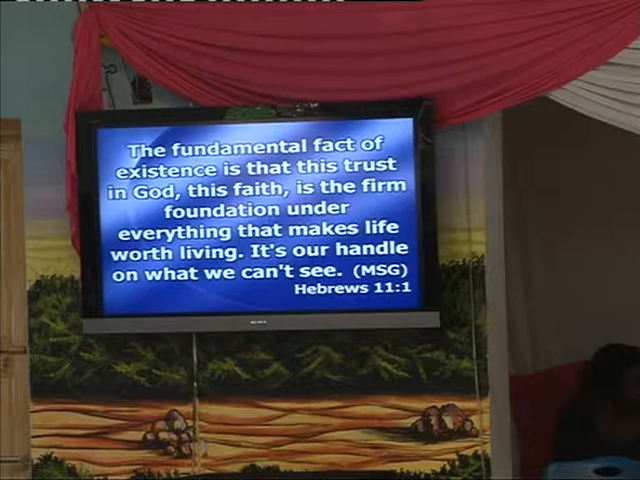 The fundamental fact of
existence is that this trust
in God, this faith, is the firm
foundation under
everything that makes life
worth living. It's our handle
on what we can't see. (MSG)
Hebrews 11:1
SONY